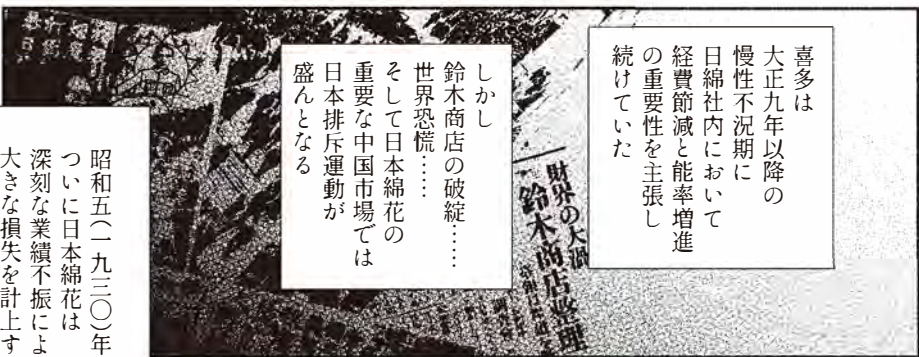 喜多は
大正九年以降の
慢性不況期に
日綿社内において
経費節減と能率増進
の重要性を主張し
続けていた
財界の大渦
鈴木商店整理
しかし
鈴木商店の破綻……
世界恐慌……
そして日本綿花の
重要な中国市場では
日本排斥運動が
盛んとなる
昭和五(一九三〇)年
ついに日本綿花は
深刻な業績不振によ
大きな損失を計上す